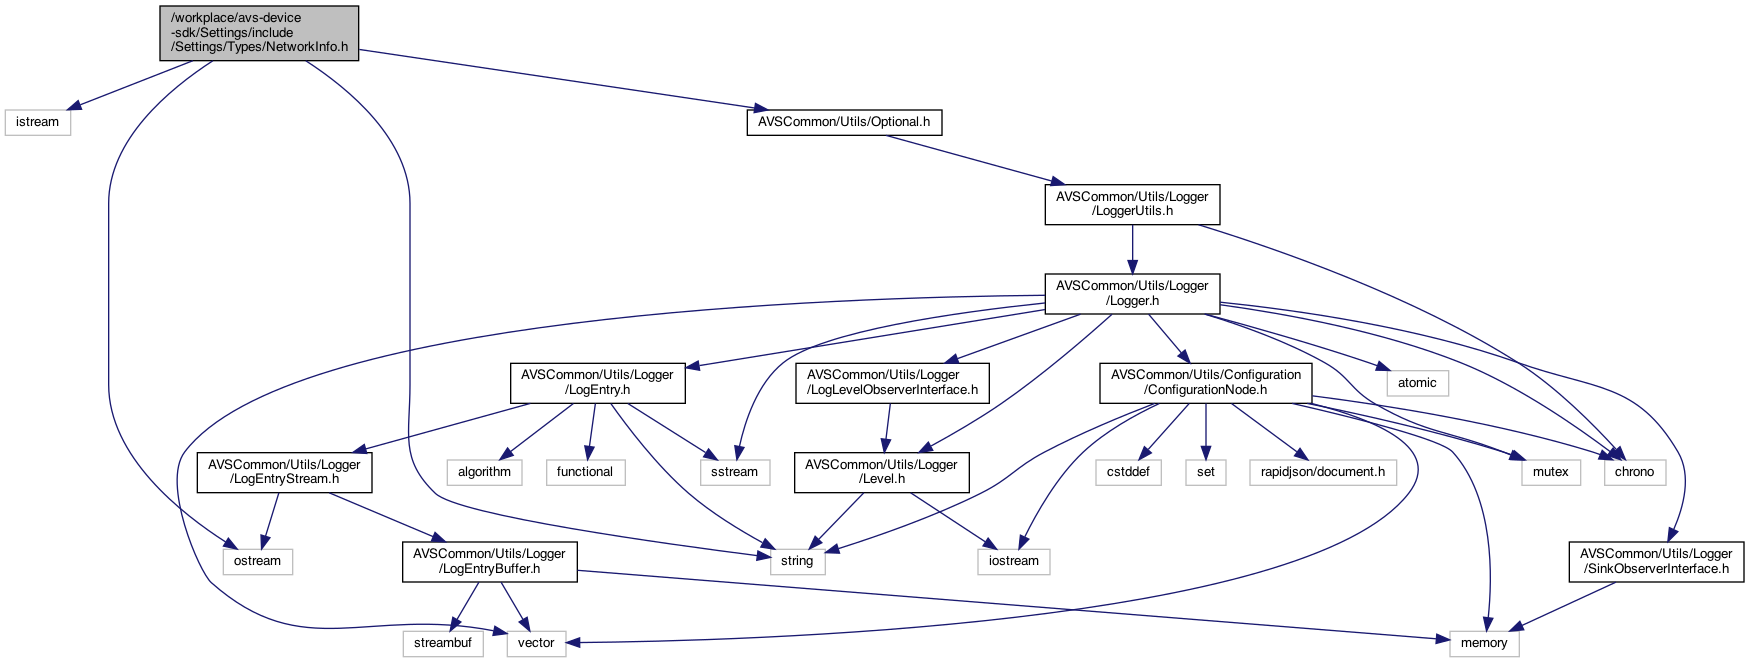 /workplace/avs-device
-sdk/Settings/include
/Settings/Types/NetworkInfo.h
istream
AVSCommon/Utils/Optional.h
AVSCommon/Utils/Logger
/LoggerUtils.h
AVSCommon/Utils/Logger
/Logger.h
AVSCommon/Utils/Logger
/LogEntry.h
AVSCommon/Utils/Logger
/LogLevelObserverInterface.h
AVSCommon/Utils/Configuration
/ConfigurationNode.h
atomic
AVSCommon/Utils/Logger
/LogEntryStream.h
algorithm
functional
sstream
AVSCommon/Utils/Logger
/Level.h
cstddef
set
rapidjson/document.h
mutex
chrono
ostream
AVSCommon/Utils/Logger
/LogEntryBuffer.h
string
iostream
AVSCommon/Utils/Logger
/SinkObserverInterface.h
streambuf
vector
memory